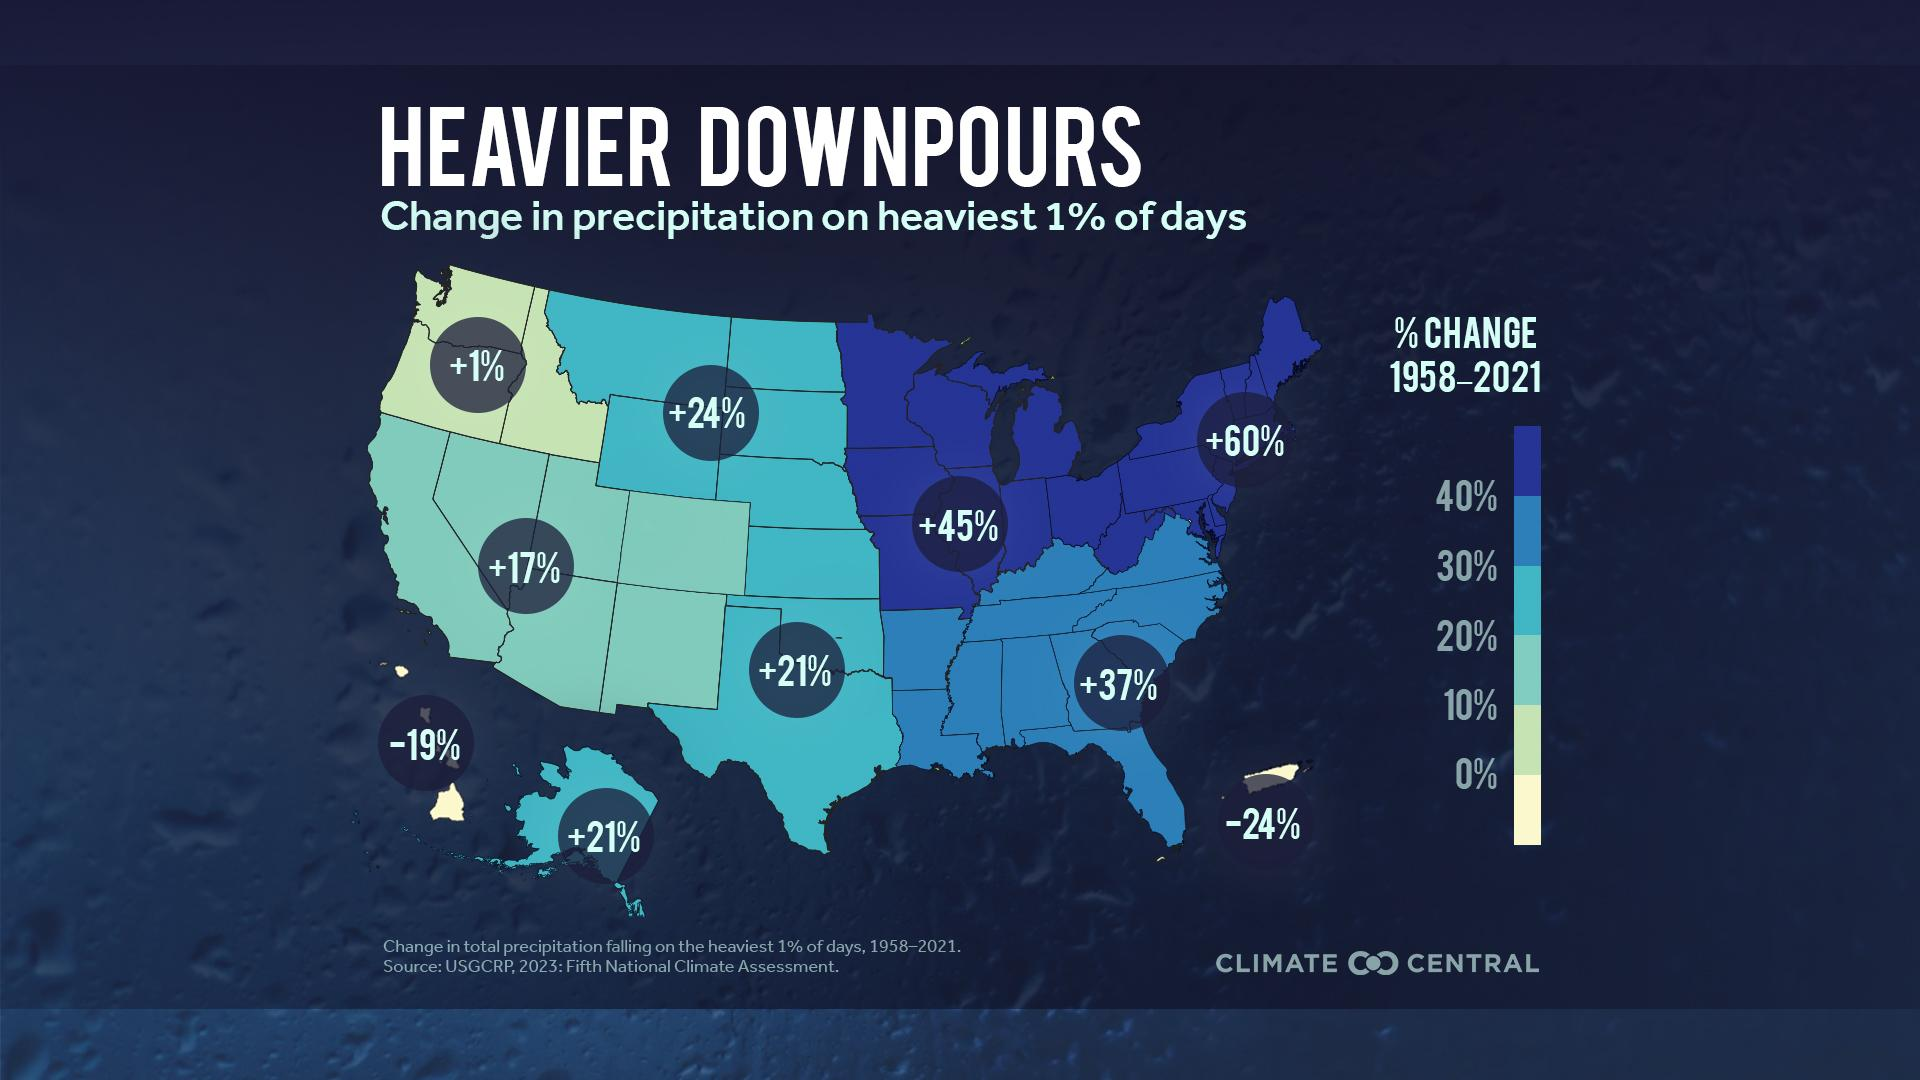 HEAVIER DOWNPOURS
Change in precipitation on heaviest 1% of days
% CHANGE
1958–2021
+1%
+24%
+60%
+45%
+17%
+21%
+37%
-19%
+21%
-24%
40%
30%
20%
10%
0%
Change in total precipitation falling on the heaviest 1% of days, 1958–2021.
Source: USGCRP, 2023: Fifth National Climate Assessment.
CLIMATE CENTRAL